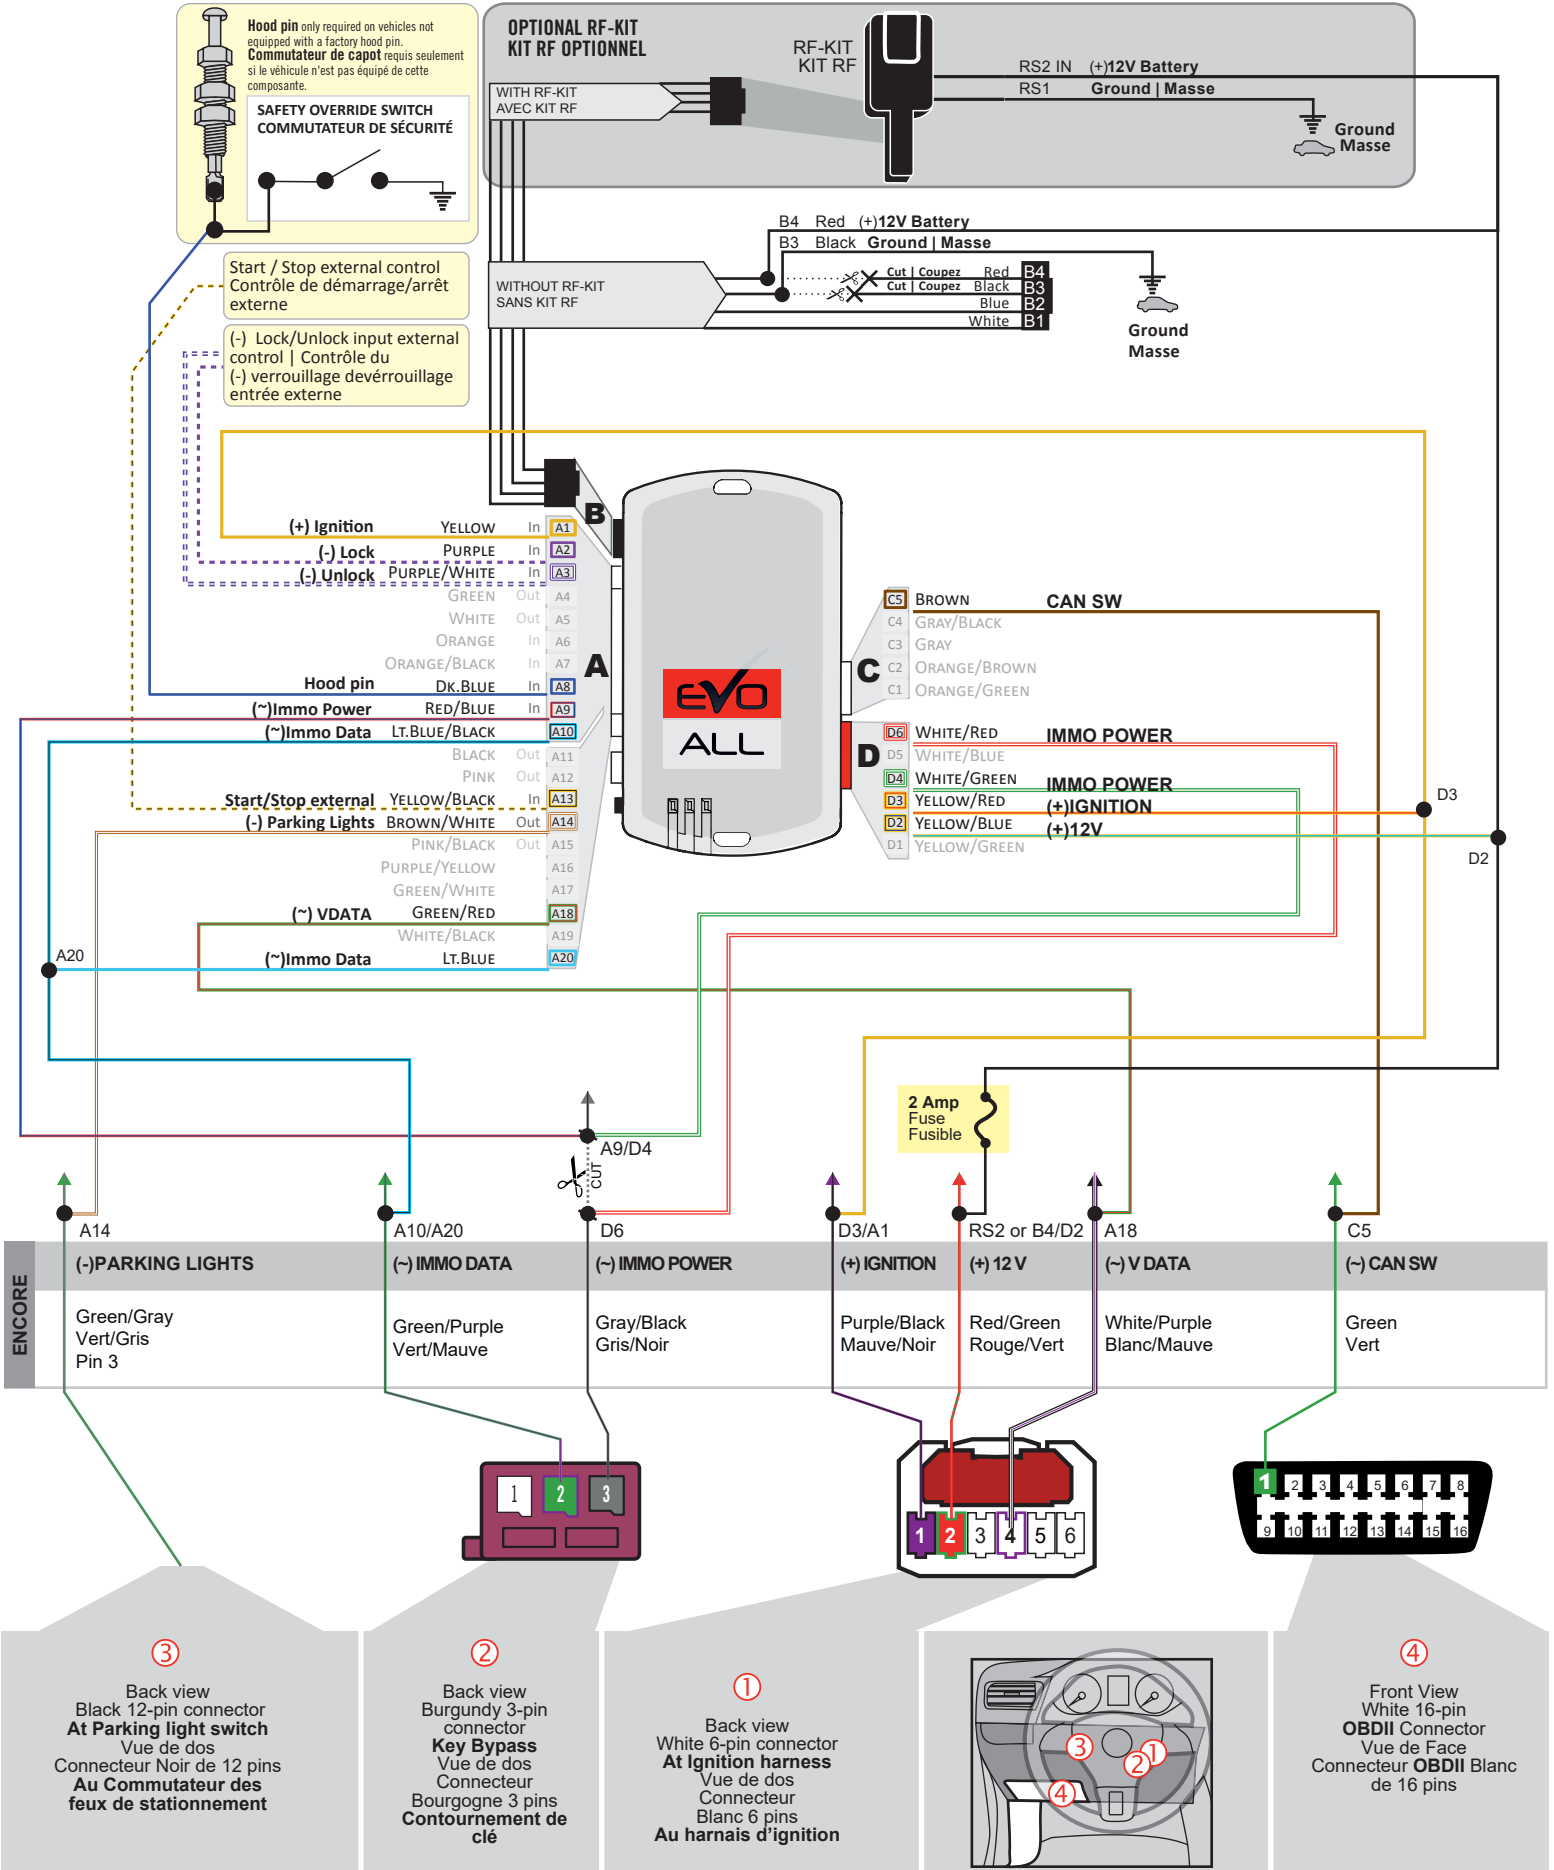 Hood pin only required on vehicles not
equipped with a factory hood pin.
Commutateur de capot requis seulement
si le véhicule n'est pas équipé de cette
composante.
SAFETY OVERRIDE SWITCH
COMMUTATEUR DE SÉCURITÉ
OPTIONAL RF-KIT
KIT RF OPTIONNEL
RF-KIT
KIT RF
RS2 IN (+)12V Battery
RS1 Ground | Masse
WITH RF-KIT
AVEC KIT RF
Ground
Masse
B4 Red (+)12V Battery
B3 Black Ground | Masse
WITHOUT RF-KIT
SANS KIT RF
Cut | Coupez Red B4
Cut | Coupez Black B3
Blue B2
White B1
Ground
Masse
Start / Stop external control
Contrôle de démarrage/arrêt
externe
(-) Lock/Unlock input external
control | Contrôle du
(-) verrouillage devérrouillage
entrée externe
B
(+) Ignition YELLOW In A1
(-) Lock PURPLE In A2
(-) Unlock PURPLE/WHITE In A3
GREEN Out A4
WHITE Out A5
ORANGE In A6
ORANGE/BLACK In A7
Hood pin DK.BLUE In A8
(~)Immo Power RED/BLUE In A9
(~)Immo Data LT.BLUE/BLACK A10
BLACK Out A11
PINK Out A12
Start/Stop external YELLOW/BLACK In A13
(-) Parking Lights BROWN/WHITE Out A14
PINK/BLACK Out A15
PURPLE/YELLOW A16
GREEN/WHITE A17
(~) VDATA GREEN/RED A18
WHITE/BLACK A19
(~)Immo Data LT.BLUE A20
A
EVO
ALL
C
C5 BROWN CAN SW
C4 GRAY/BLACK
C3 GRAY
C2 ORANGE/BROWN
C1 ORANGE/GREEN
D
D6 WHITE/RED IMMO POWER
D5 WHITE/BLUE
D4 WHITE/GREEN IMMO POWER
D3 YELLOW/RED (+)IGNITION
D2 YELLOW/BLUE (+)12V
D1 YELLOW/GREEN
D3
D2
A20
2 Amp
Fuse
Fusible
A9/D4
CUT
A14
A10/A20
D6
D3/A1
RS2 or B4/D2
A18
C5
ENCORE
(-)PARKING LIGHTS
(~) IMMO DATA
(~) IMMO POWER
(+) IGNITION
(+) 12 V
(~) V DATA
(~) CAN SW
Green/Gray
Vert/Gris
Pin 3
Green/Purple
Vert/Mauve
Gray/Black
Gris/Noir
Purple/Black
Mauve/Noir
Red/Green
Rouge/Vert
White/Purple
Blanc/Mauve
Green
Vert
1 2 3
1 2 3 4 5 6
1 2 3 4 5 6 7 8
9 10 11 12 13 14 15 16
3
Back view
Black 12-pin connector
At Parking light switch
Vue de dos
Connecteur Noir de 12 pins
Au Commutateur des
feux de stationnement
2
Back view
Burgundy 3-pin
connector
Key Bypass
Vue de dos
Connecteur
Bourgogne 3 pins
Contournement de
clé
1
Back view
White 6-pin connector
At Ignition harness
Vue de dos
Connecteur
Blanc 6 pins
Au harnais d'ignition
3
1
2
4
4
Front View
White 16-pin
OBDII Connector
Vue de Face
Connecteur OBDII Blanc
de 16 pins